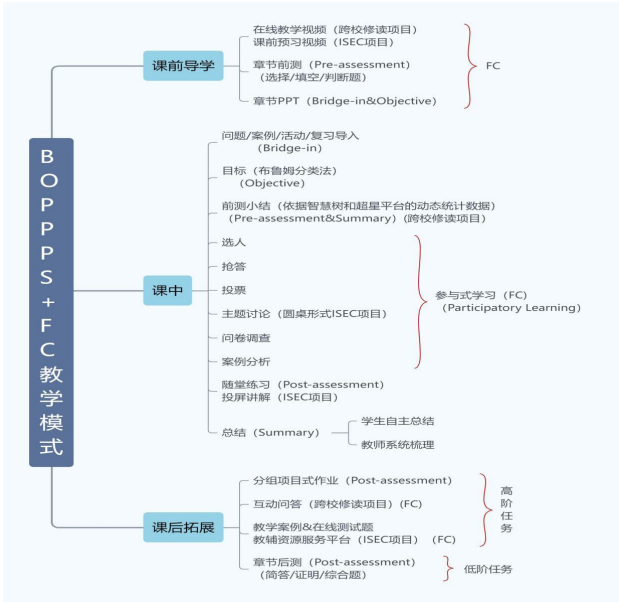 BOPPPS+FC教学模式
课前导学
在线教学视频（跨校修读项目）
课前预习视频（ISEC项目）
章节前测（Pre-assessment）
（选择/填空/判断题）
章节PPT（Bridge-in&Objective）
FC
课中
问题/案例/活动/复习导入
（Bridge-in）
目标（布鲁姆分类法）
（Objective）
前测小结（依据智慧树和超星平台的动态统计数据）
（Pre-assessment&Summary）(跨校修读项目）
选人
抢答
投票
主题讨论（圆桌形式ISEC项目）
问卷调查
案例分析
参与式学习（FC）
（Participatory Learning）
随堂练习（Post-assessment）
投屏讲解（ISEC项目）
总结（Summary）
学生自主总结
教师系统梳理
课后拓展
分组项目式作业（Post-assessment）
互动问答（跨校修读项目）(FC）
教学案例&在线测试题
教辅资源服务平台（ISEC项目）（FC）
高阶任务
章节后测（Post-assessment）
（简答/证明/综合题）
低阶任务